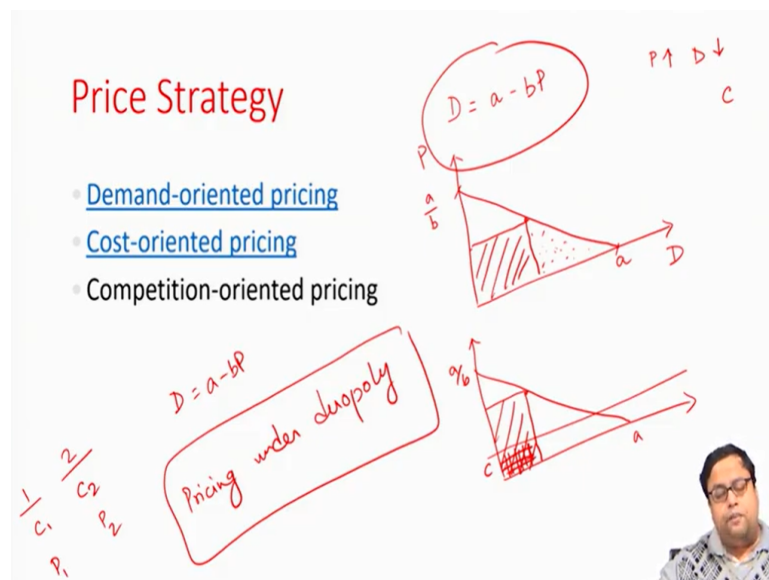 Price Strategy
• Demand-oriented pricing
• Cost-oriented pricing
• Competition-oriented pricing
D = a - bP
P↑ D↓
C
P
a/b
a
D
D = a - bP
Pricing under duopoly
a/b
C
a
1/C₁ 2/C2
P₁ P2